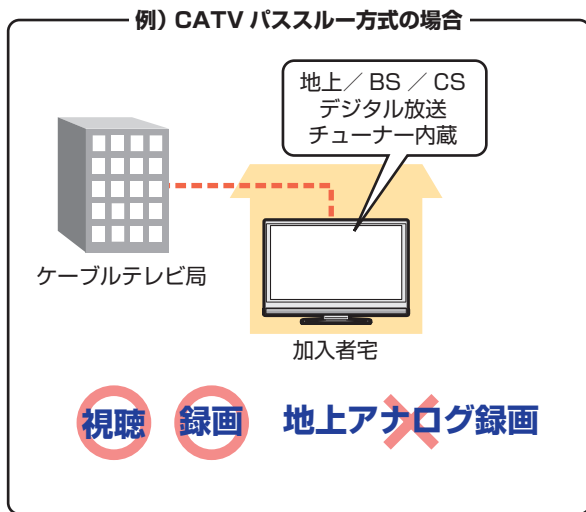 例）CATV パススルー方式の場合
地上／ BS ／ CS
デジタル放送
チューナー内蔵
ケーブルテレビ局
加入者宅
視聴 録画 地上アナログ録画